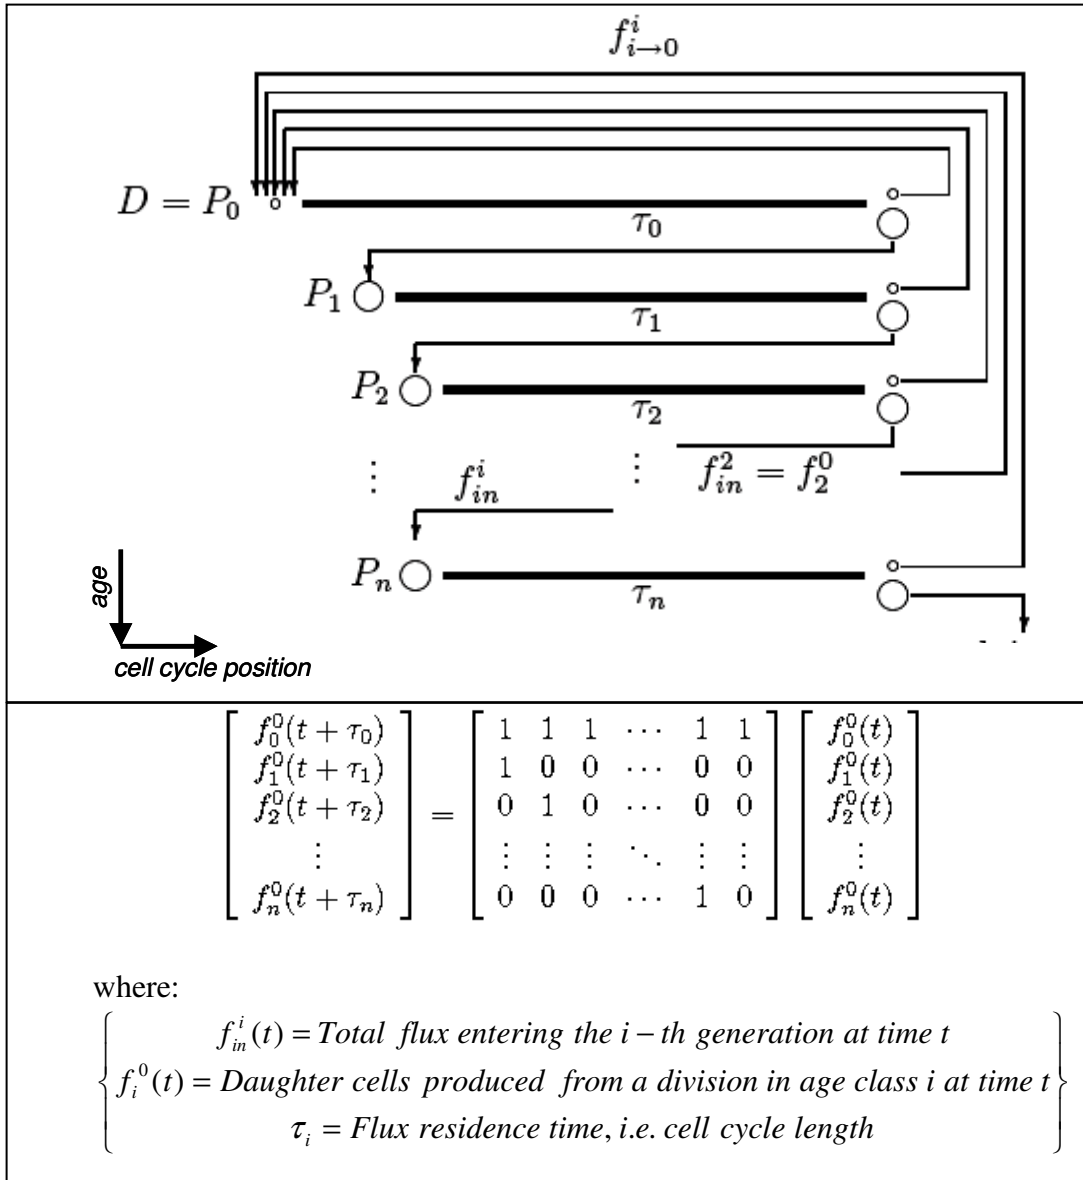 f^i_{i→0}
D = P_0
τ_0
P_1
τ_1
P_2
τ_2
⋮ f^i_{in} ⋮ f^2_{in} = f^0_2
P_n
τ_n
age
cell cycle position
[ f^0_0(t + τ_0) ] [ 1 1 1 ⋯ 1 1 ] [ f^0_0(t) ]
[ f^0_1(t + τ_1) ] [ 1 0 0 ⋯ 0 0 ] [ f^0_1(t) ]
[ f^0_2(t + τ_2) ] = [ 0 1 0 ⋯ 0 0 ] [ f^0_2(t) ]
[ ⋮ ] [ ⋮ ⋮ ⋮ ⋱ ⋮ ⋮ ] [ ⋮ ]
[ f^0_n(t + τ_n) ] [ 0 0 0 ⋯ 1 0 ] [ f^0_n(t) ]
where:
f^i_{in}(t) = Total flux entering the i − th generation at time t
f_i^0(t) = Daughter cells produced from a division in age class i at time t
τ_i = Flux residence time, i.e. cell cycle length